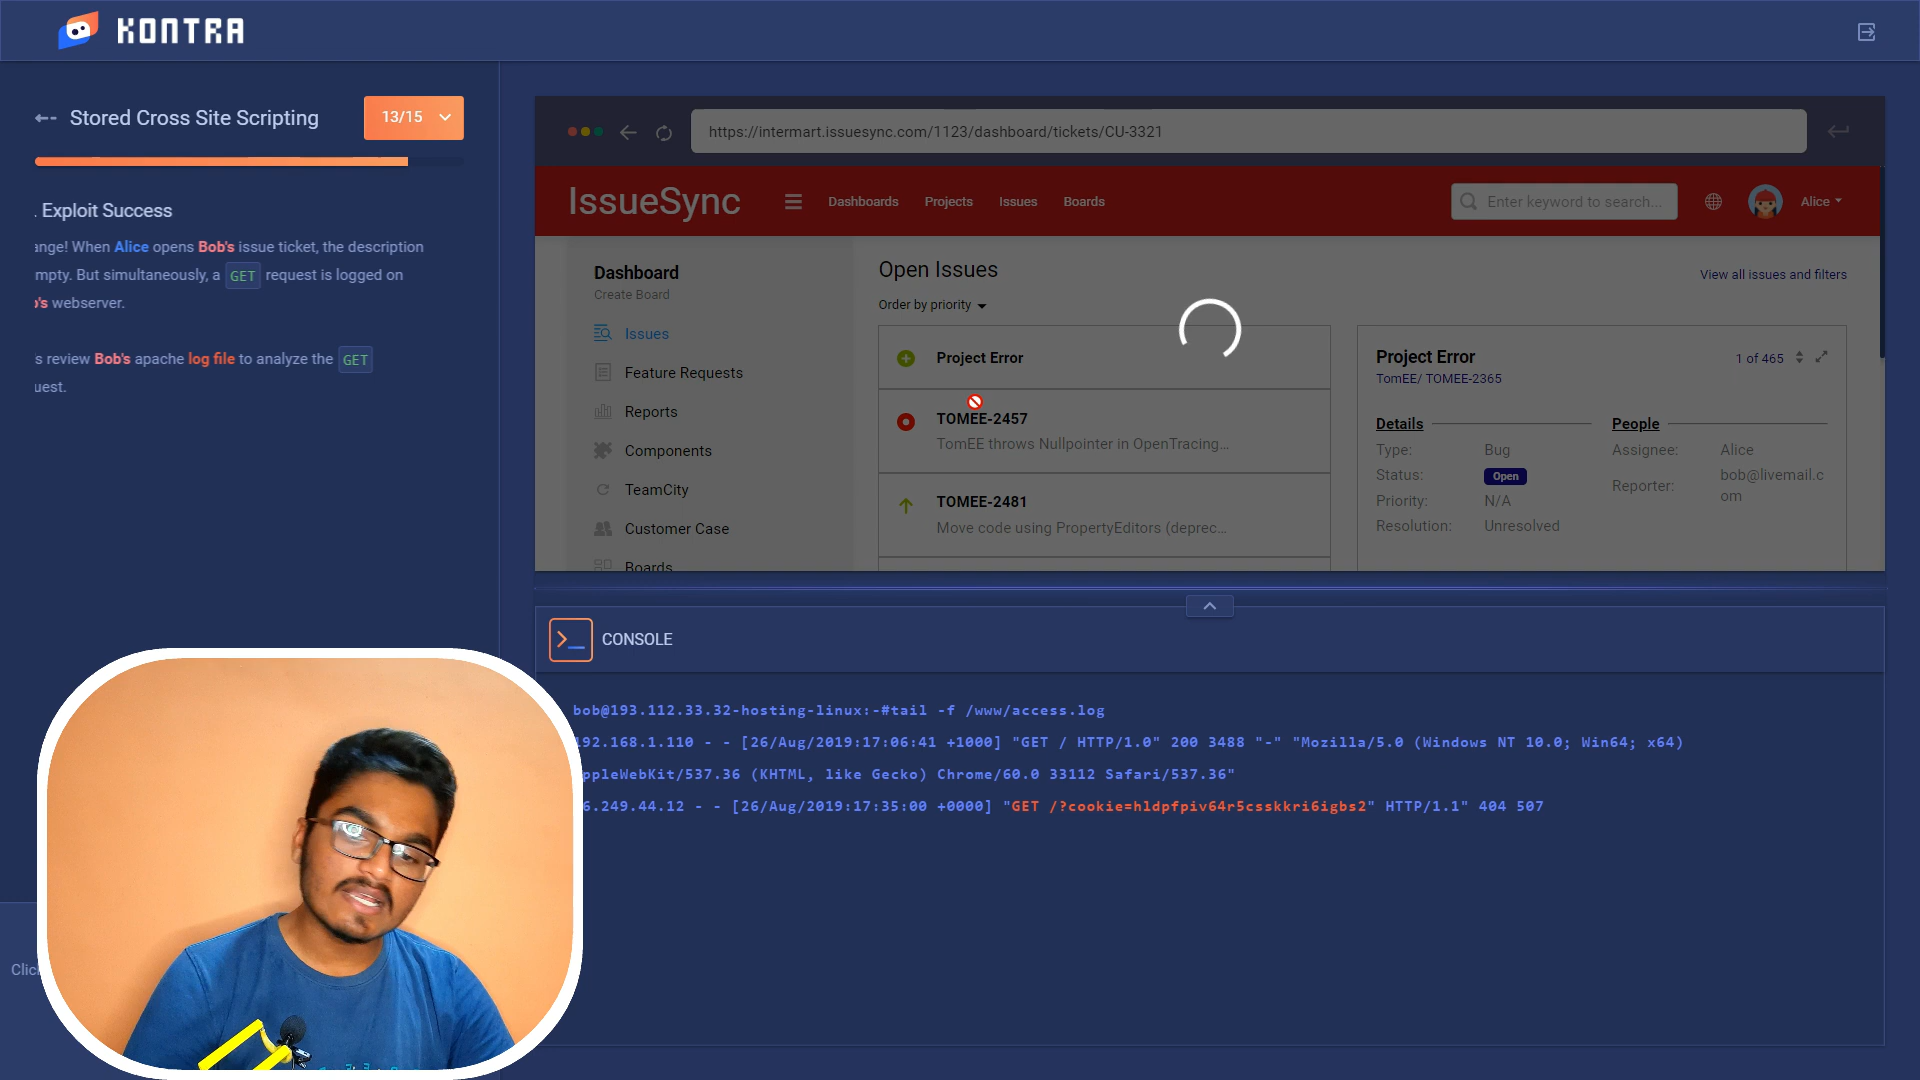 KONTRA
Stored Cross Site Scripting
13/15
. Exploit Success
ange! When Alice opens Bob's issue ticket, the description
mpty. But simultaneously, a GET request is logged on
's webserver.
s review Bob's apache log file to analyze the GET
uest.
Clic
https://intermart.issuesync.com/1123/dashboard/tickets/CU-3321
IssueSync
Dashboards
Projects
Issues
Boards
Enter keyword to search...
Alice
Dashboard
Create Board
Issues
Feature Requests
Reports
Components
TeamCity
Customer Case
Boards
Open Issues
View all issues and filters
Order by priority
Project Error
TOMEE-2457
TomEE throws Nullpointer in OpenTracing...
TOMEE-2481
Move code using PropertyEditors (deprec...
Project Error
1 of 465
TomEE/ TOMEE-2365
Details
Type: Bug
Status: Open
Priority: N/A
Resolution: Unresolved
People
Assignee: Alice
Reporter: bob@livemail.c
om
CONSOLE
bob@193.112.33.32-hosting-linux:-#tail -f /www/access.log
192.168.1.110 - - [26/Aug/2019:17:06:41 +1000] "GET / HTTP/1.0" 200 3488 "-" "Mozilla/5.0 (Windows NT 10.0; Win64; x64)
ppleWebKit/537.36 (KHTML, like Gecko) Chrome/60.0 33112 Safari/537.36"
6.249.44.12 - - [26/Aug/2019:17:35:00 +0000] "GET /?cookie=hldpfpiv64r5csskkri6igbs2" HTTP/1.1" 404 507